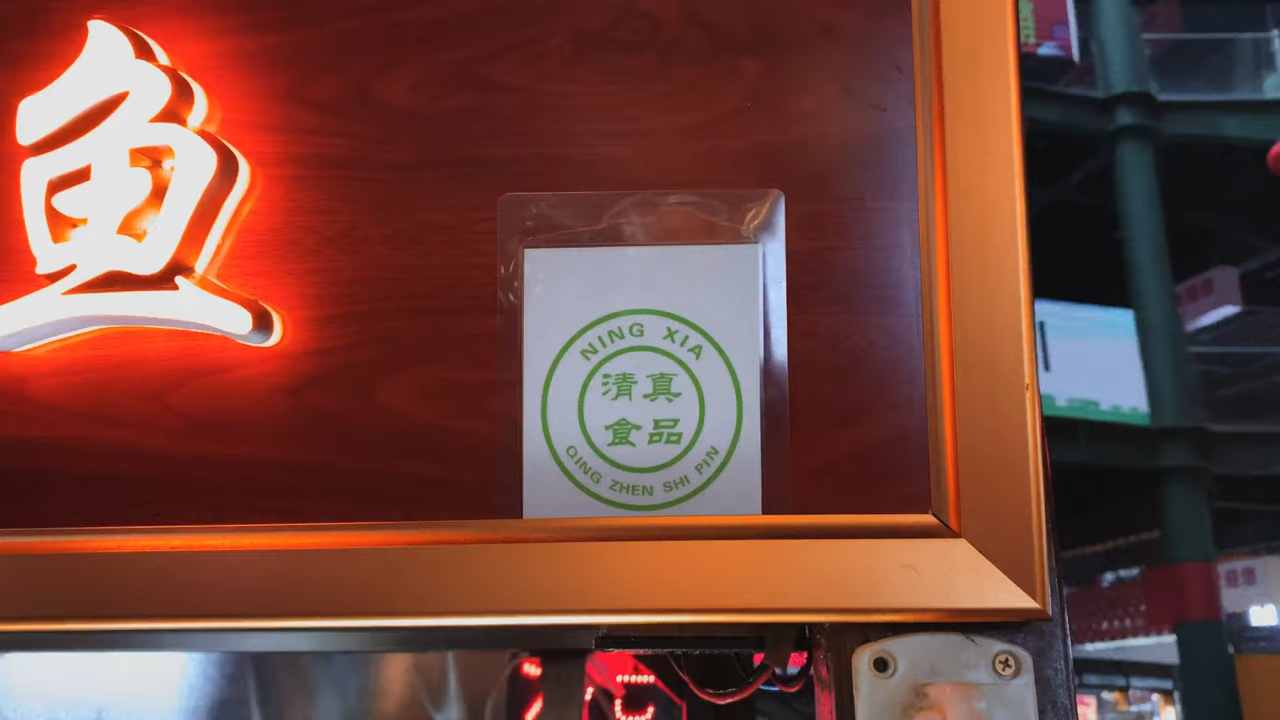 鱼
NING XIA
清真
食品
QING ZHEN SHI PIN